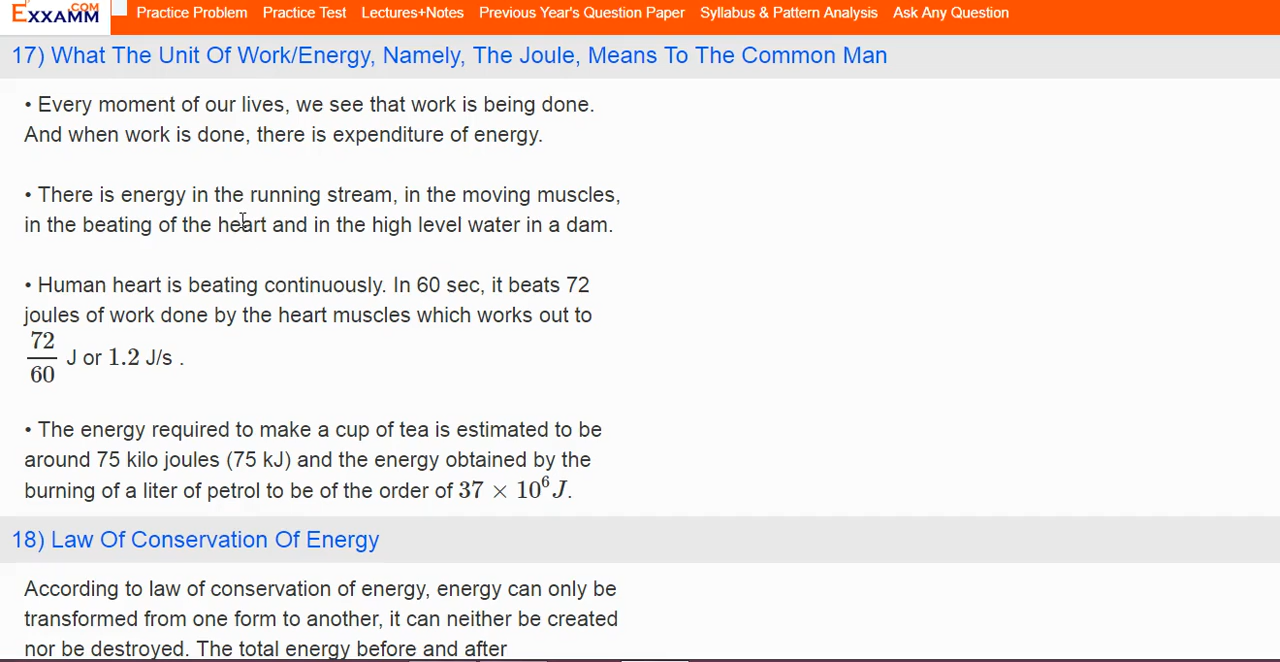 EXXAMM .COM Practice Problem Practice Test Lectures+Notes Previous Year's Question Paper Syllabus & Pattern Analysis Ask Any Question
17) What The Unit Of Work/Energy, Namely, The Joule, Means To The Common Man
• Every moment of our lives, we see that work is being done.
And when work is done, there is expenditure of energy.
• There is energy in the running stream, in the moving muscles,
in the beating of the heart and in the high level water in a dam.
• Human heart is beating continuously. In 60 sec, it beats 72
joules of work done by the heart muscles which works out to
72/60 J or 1.2 J/s .
• The energy required to make a cup of tea is estimated to be
around 75 kilo joules (75 kJ) and the energy obtained by the
burning of a liter of petrol to be of the order of 37 × 10⁶ J.
18) Law Of Conservation Of Energy
According to law of conservation of energy, energy can only be
transformed from one form to another, it can neither be created
nor be destroyed. The total energy before and after